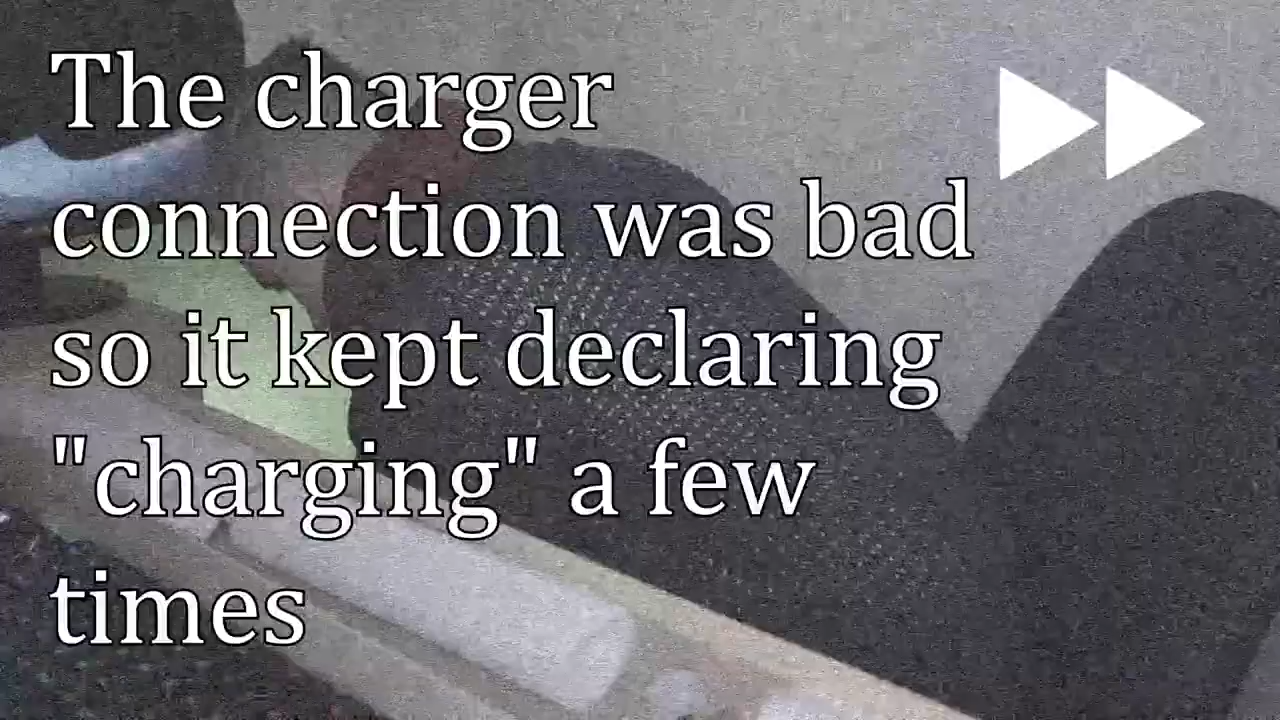 The charger
connection was bad
so it kept declaring
"charging" a few
times